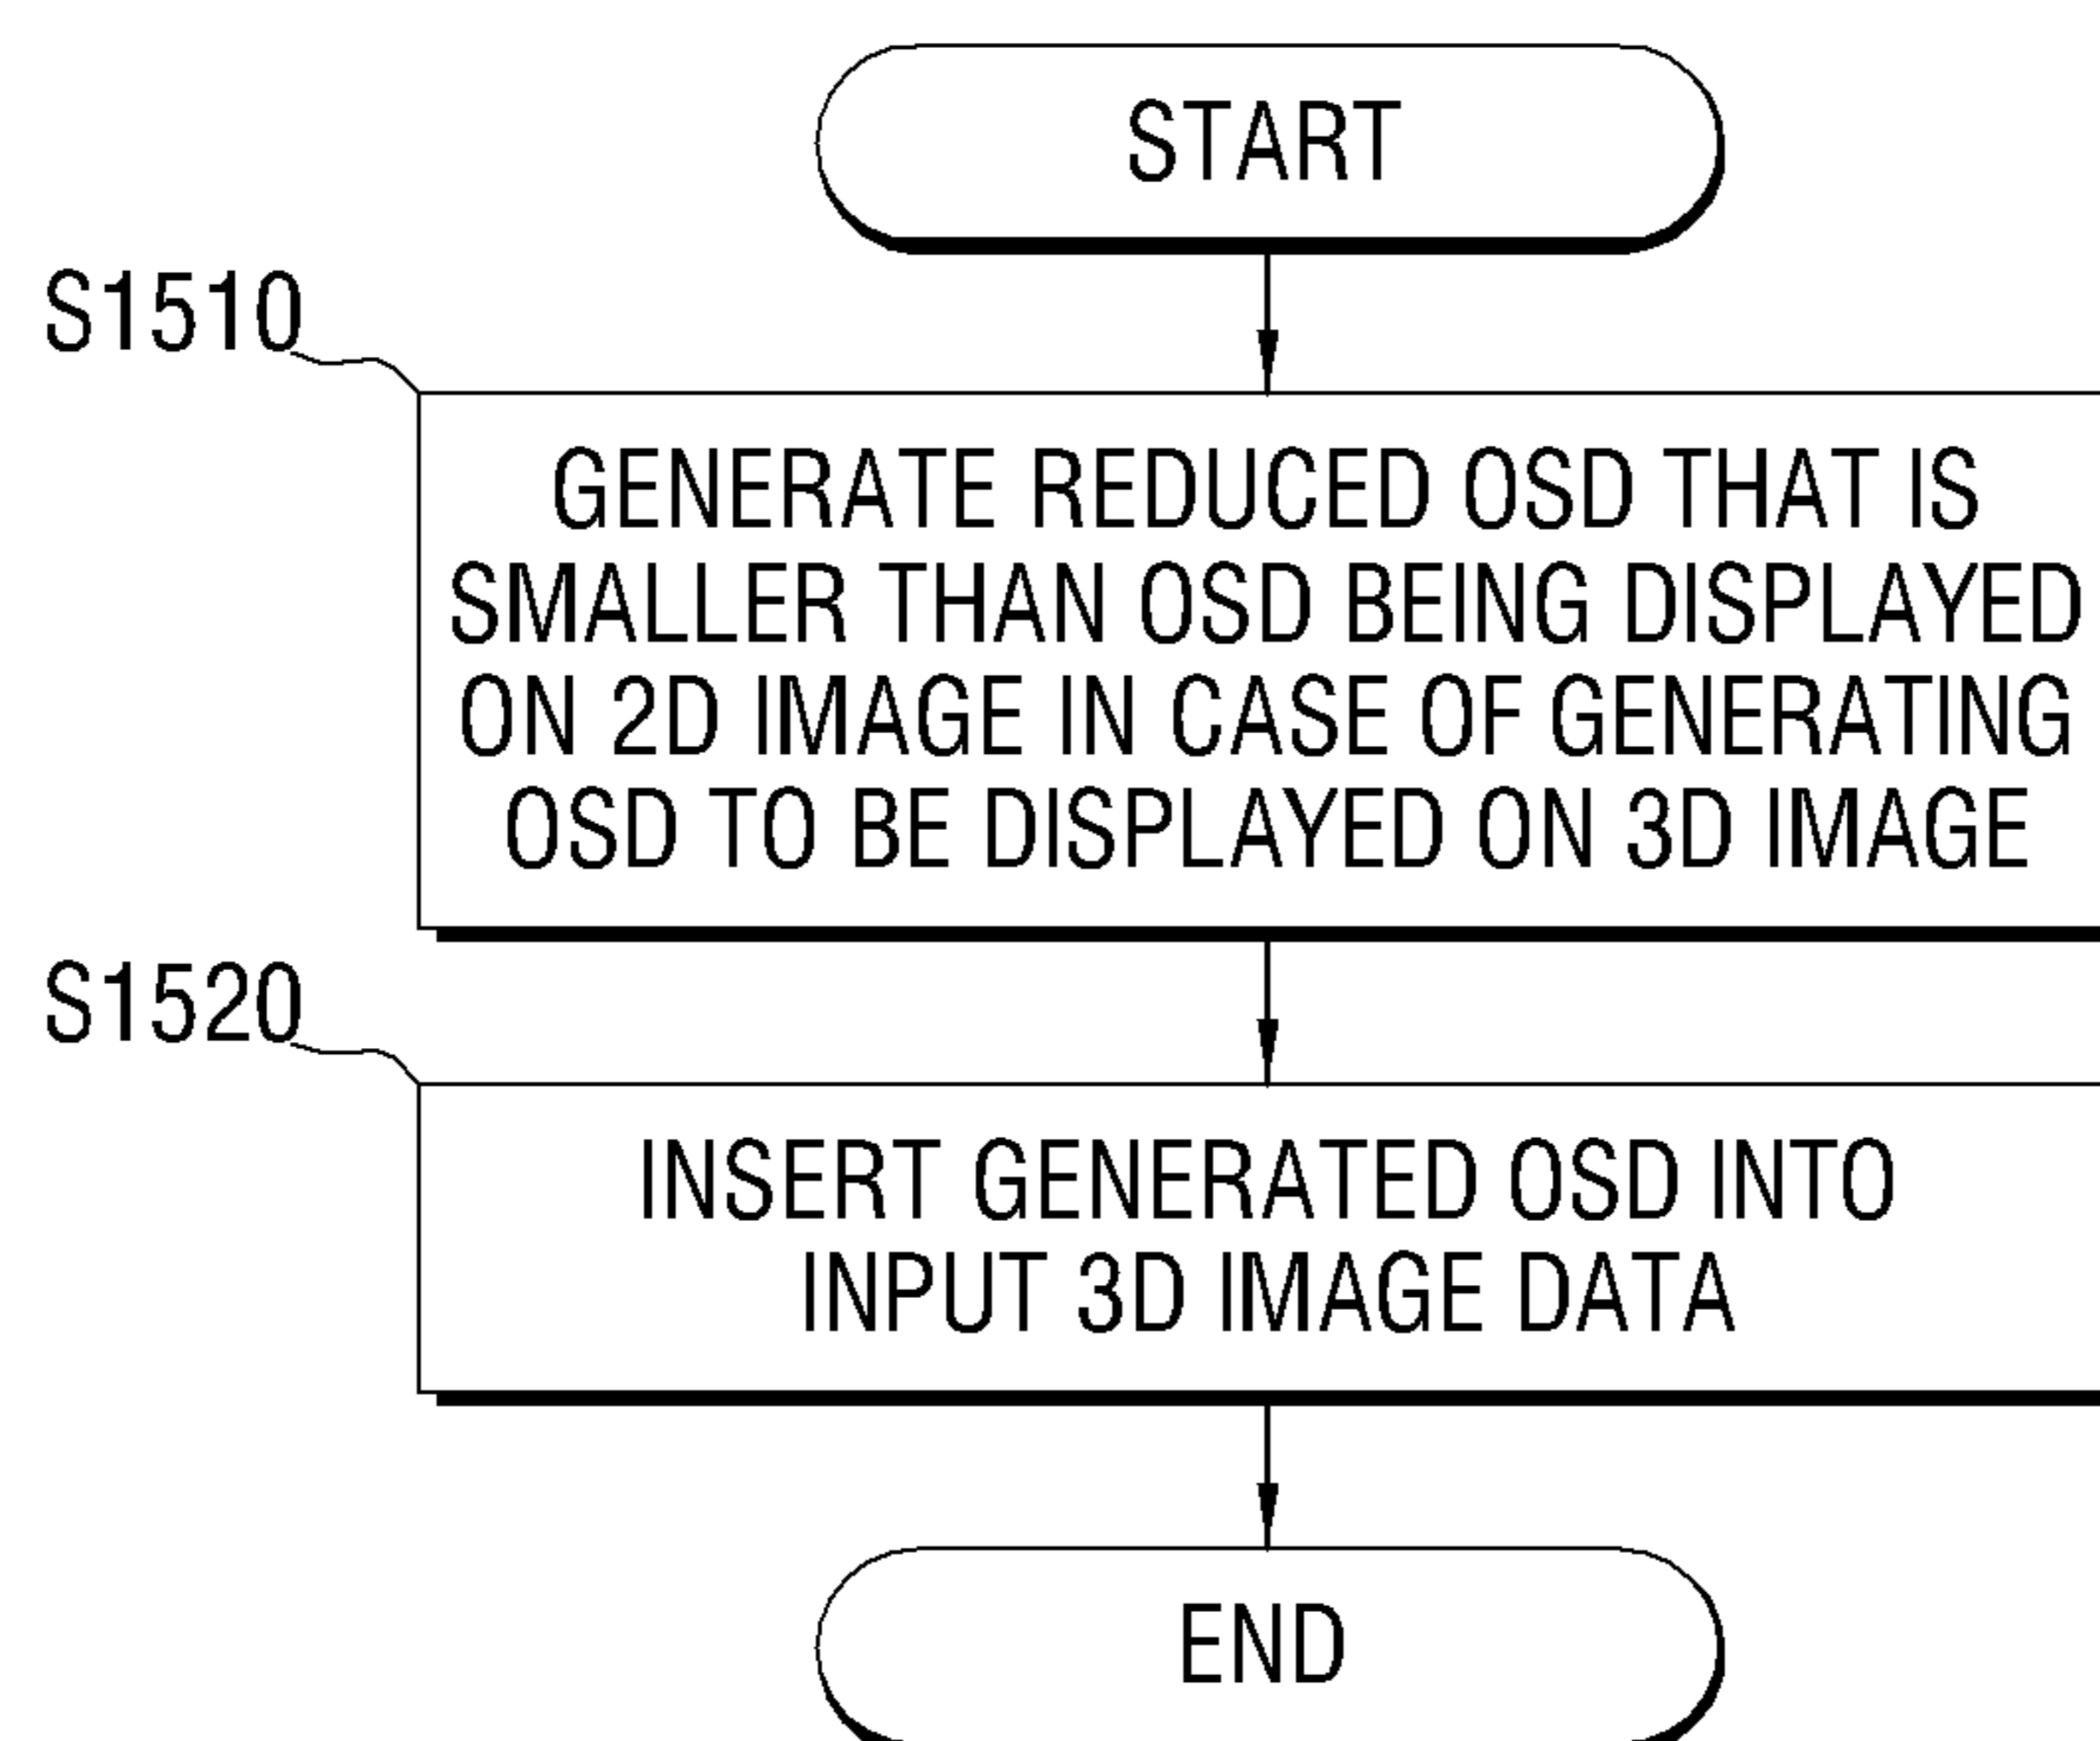 START
S1510
GENERATE REDUCED OSD THAT IS
SMALLER THAN OSD BEING DISPLAYED
ON 2D IMAGE IN CASE OF GENERATING
OSD TO BE DISPLAYED ON 3D IMAGE
S1520
INSERT GENERATED OSD INTO
INPUT 3D IMAGE DATA
END